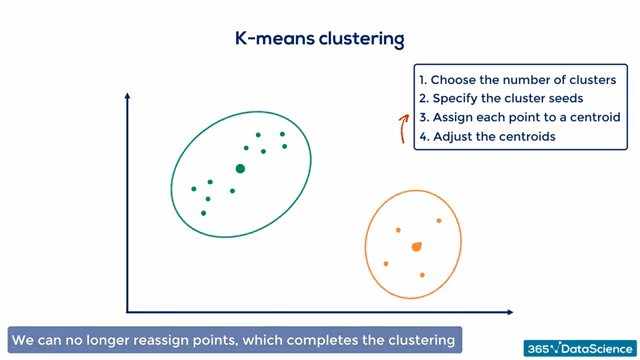 K-means clustering
1. Choose the number of clusters
2. Specify the cluster seeds
3. Assign each point to a centroid
4. Adjust the centroids
We can no longer reassign points, which completes the clustering
365 DataScience